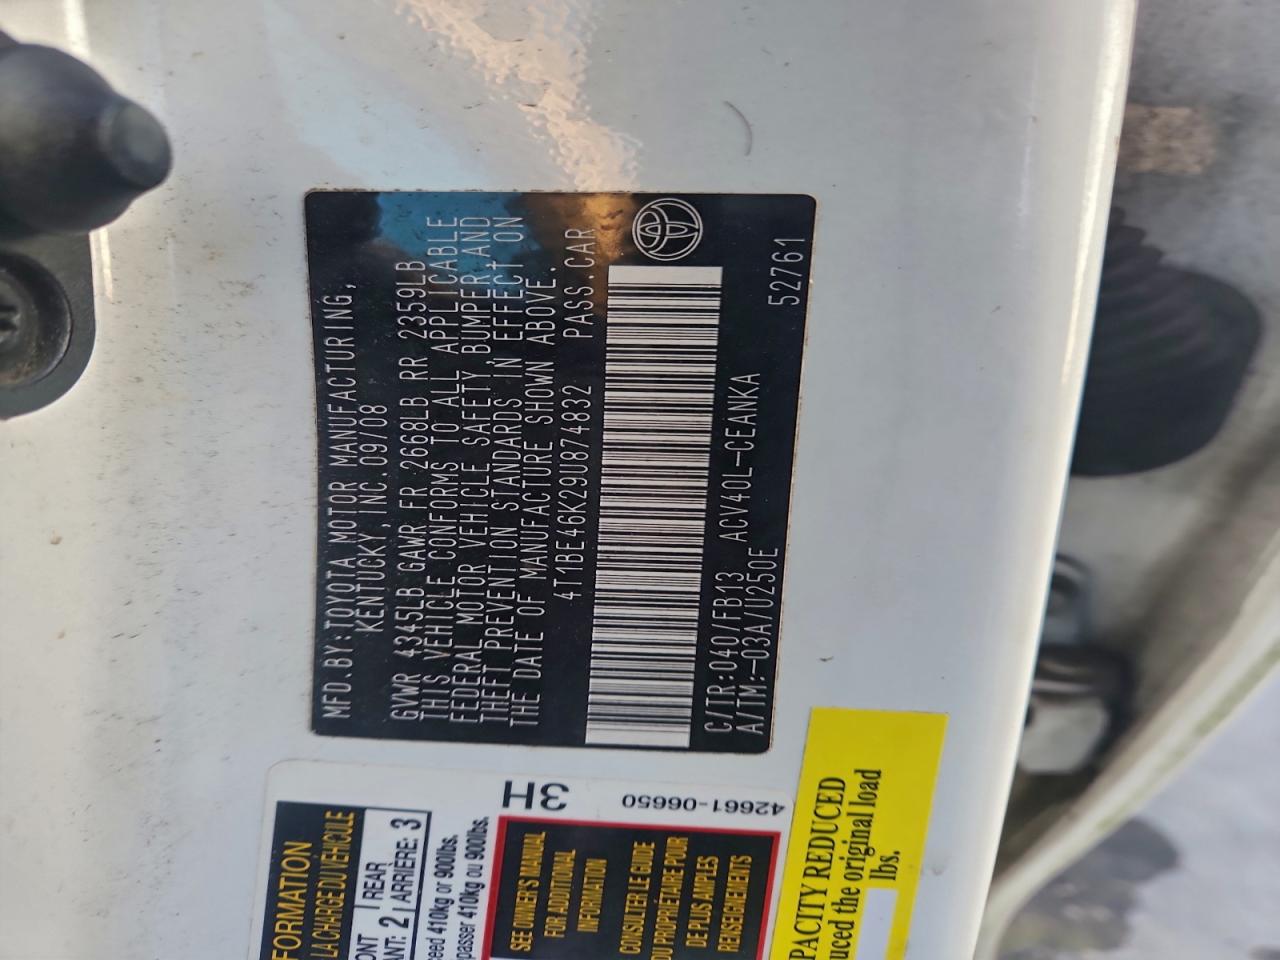 MFD.BY:TOYOTA MOTOR MANUFACTURING,
KENTUCKY, INC.09/08
GVWR 4345LB GAWR FR 2668LB RR 2359LB
THIS VEHICLE CONFORMS TO ALL APPLICABLE
FEDERAL MOTOR VEHICLE SAFETY, BUMPER, AND
THEFT PREVENTION STANDARDS IN EFFECT ON
THE DATE OF MANUFACTURE SHOWN ABOVE.
4T1BE46K29U874832 PASS.CAR
C/TR:040/FB13 ACV40L-CEANKA
A/TM:-03A/U250E 52761
FORMATION
LA CHARGE DU VÉHICULE
ONT REAR
ANT: 2 ARRIERE: 3
ceed 410kg or 900lbs.
passer 410kg ou 900lbs.
3H
42661-06650
SEE OWNER'S MANUAL
FOR ADDITIONAL
INFORMATION
CONSULTER LE GUIDE
DU PROPRIÉTAIRE POUR
DE PLUS AMPLES
RENSEIGNEMENTS
PACITY REDUCED
uced the original load
lbs.